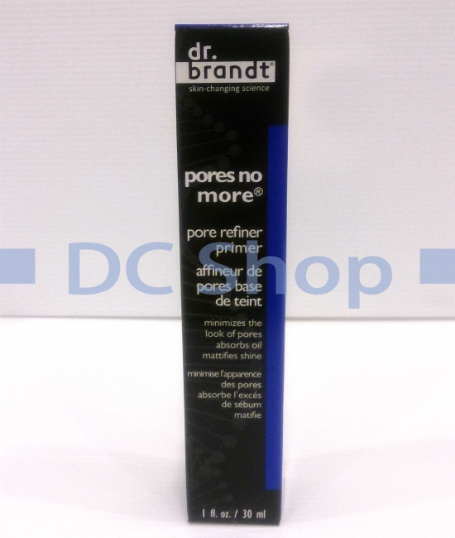 dr.
brandt®
skin-changing science
pores no
more®
pore refiner
primer
affineur de
pores base
de teint
minimizes the
look of pores
absorbs oil
mattifies shine
minimise l'apparence
des pores
absorbe l'excés
de sébum
matifie
1 fl. oz. / 30 ml
DC Shop